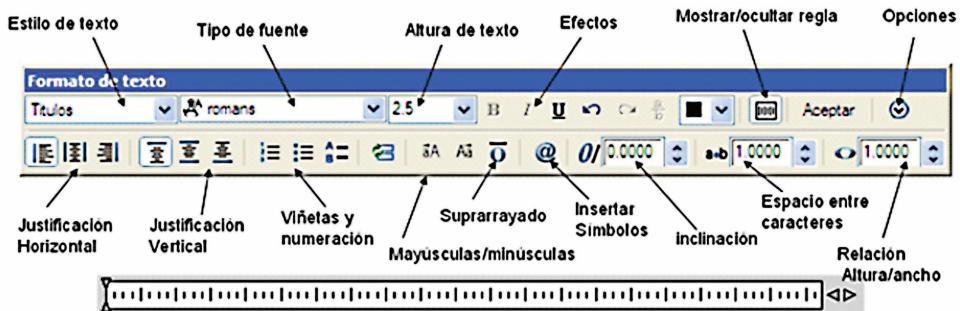 Estilo de texto
Tipo de fuente
Altura de texto
Efectos
Mostrar/ocultar regla
Opciones
Formato de texto
Titulos
romans
2.5
B I U
Aceptar
āA Aā O @ 0/ 0.0000 a•b 1.0000 1.0000
Justificación
Horizontal
Justificación
Vertical
Viñetas y
numeración
Mayúsculas/minúsculas
Suprarrayado
Insertar
Símbolos
inclinación
Espacio entre
caracteres
Relación
Altura/ancho